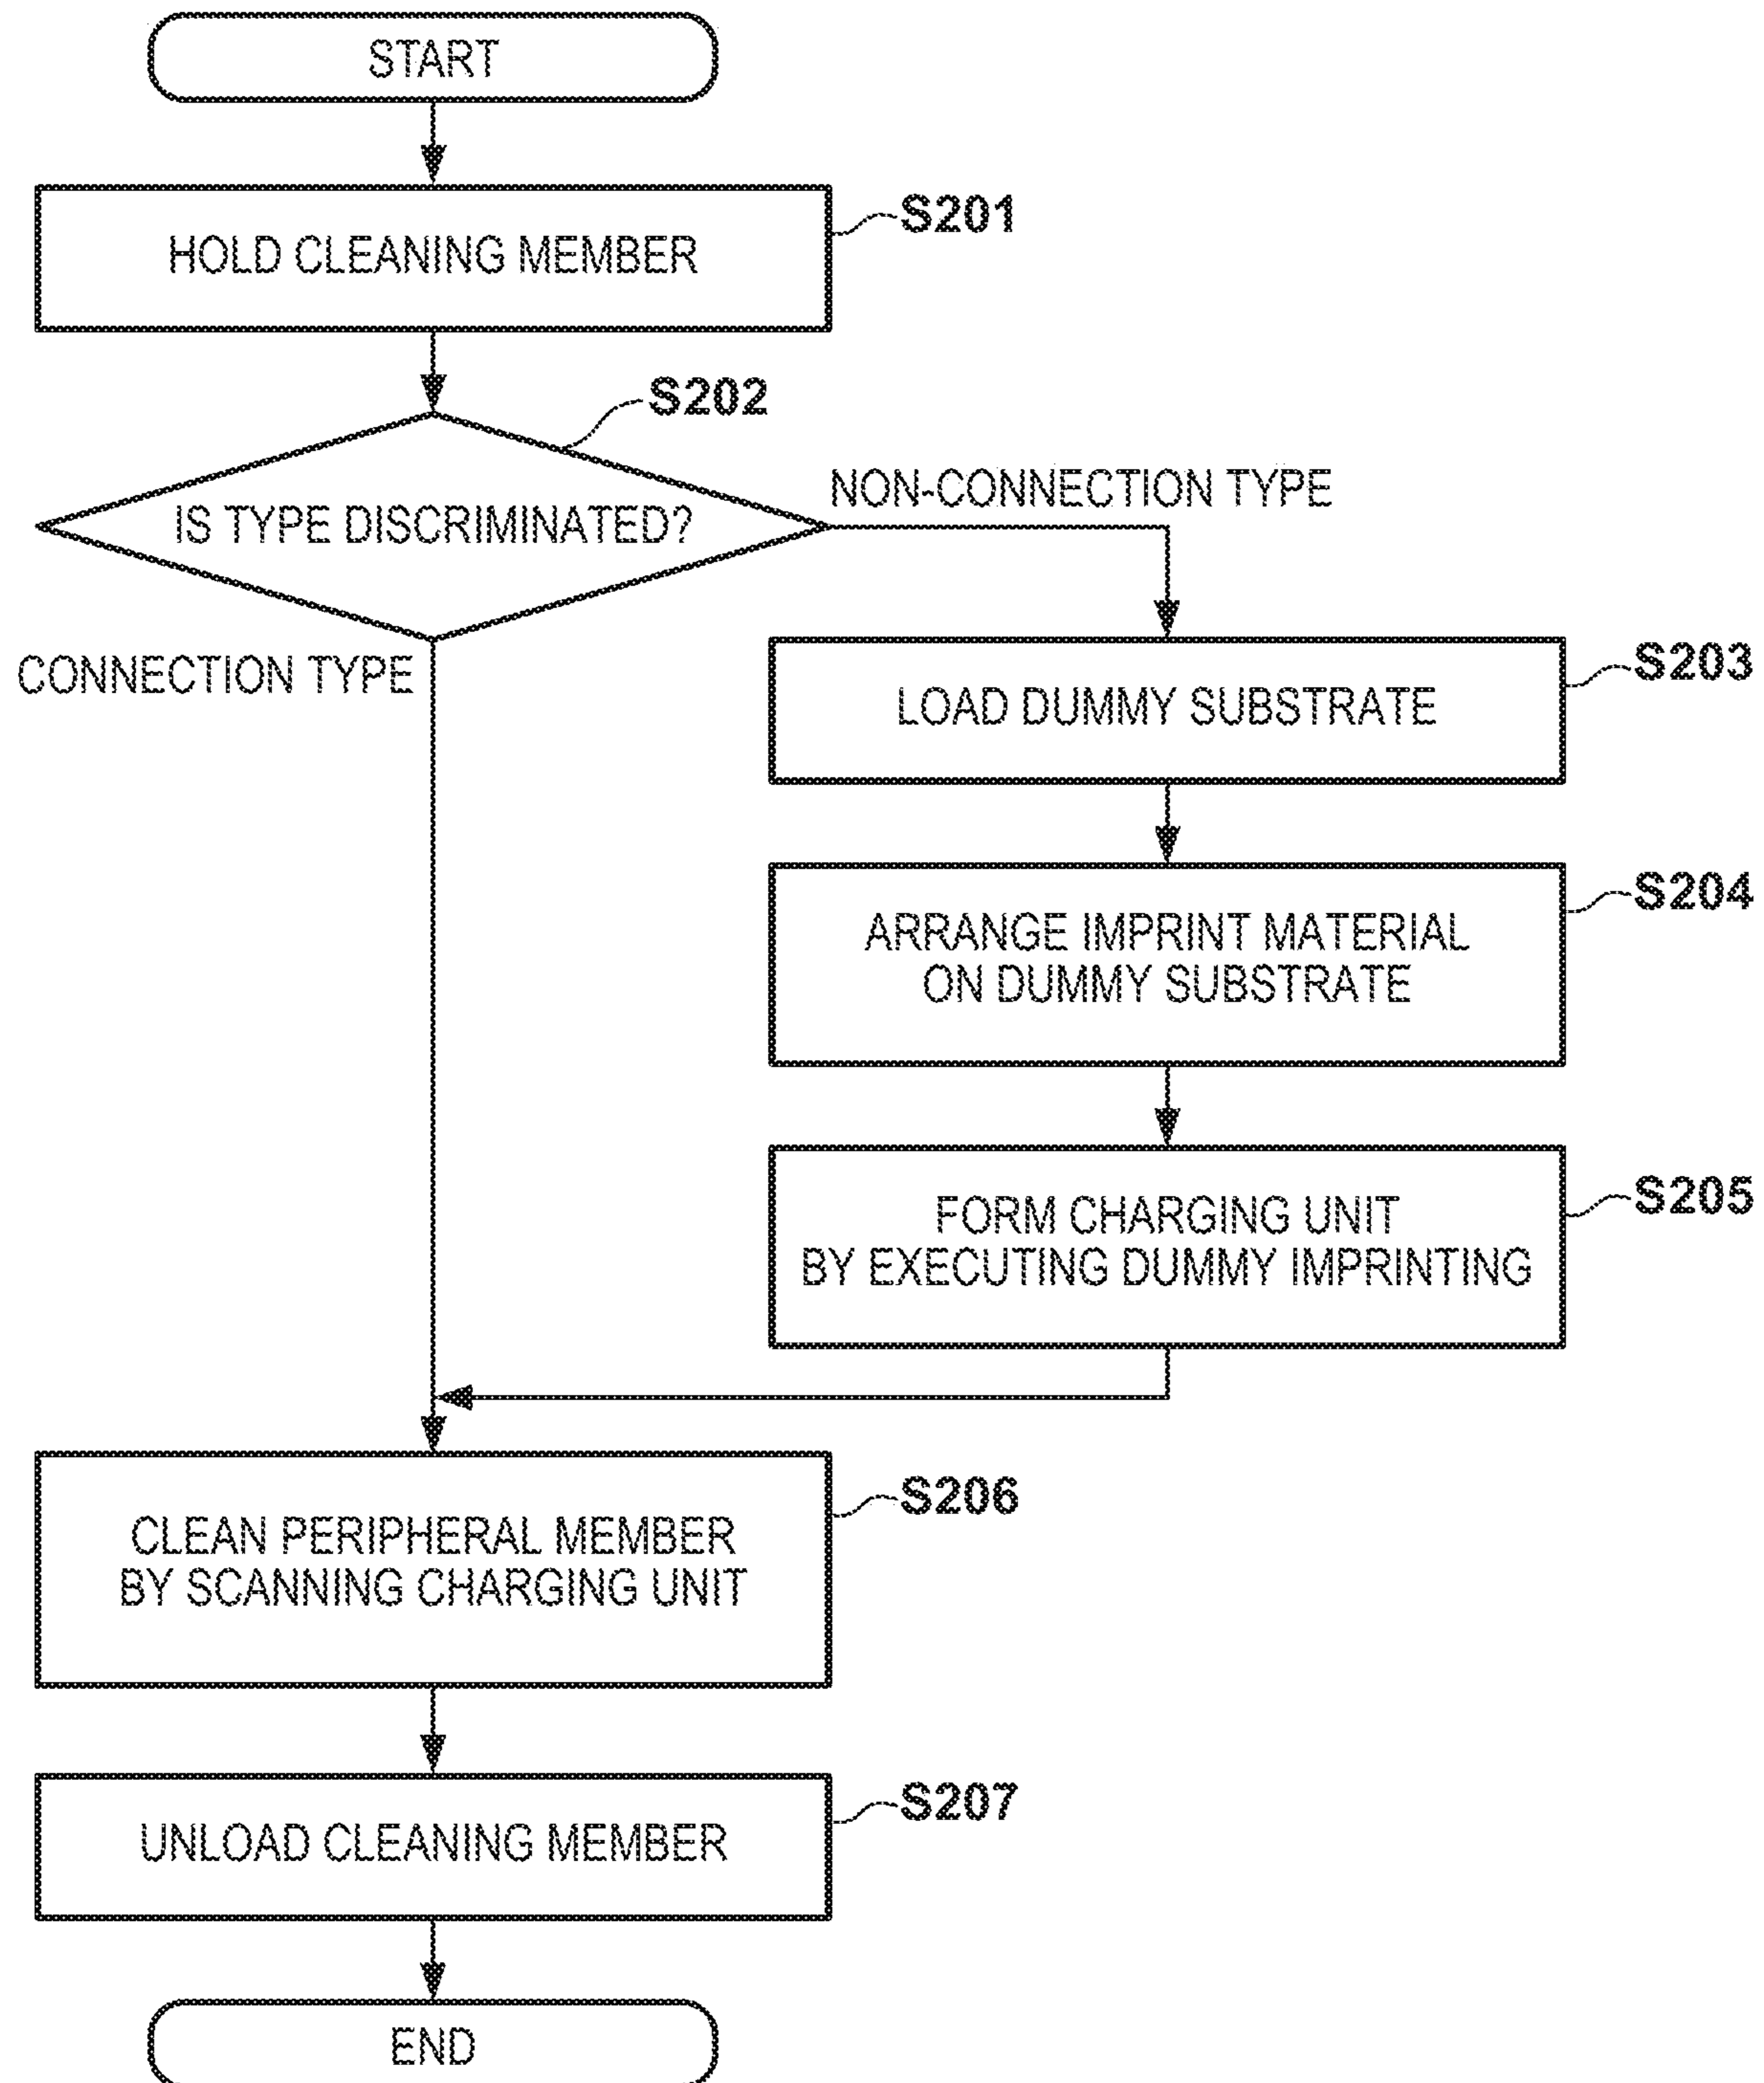 START
HOLD CLEANING MEMBER
S201
S202
IS TYPE DISCRIMINATED?
NON-CONNECTION TYPE
CONNECTION TYPE
LOAD DUMMY SUBSTRATE
S203
ARRANGE IMPRINT MATERIAL
ON DUMMY SUBSTRATE
S204
FORM CHARGING UNIT
BY EXECUTING DUMMY IMPRINTING
S205
CLEAN PERIPHERAL MEMBER
BY SCANNING CHARGING UNIT
S206
UNLOAD CLEANING MEMBER
S207
END